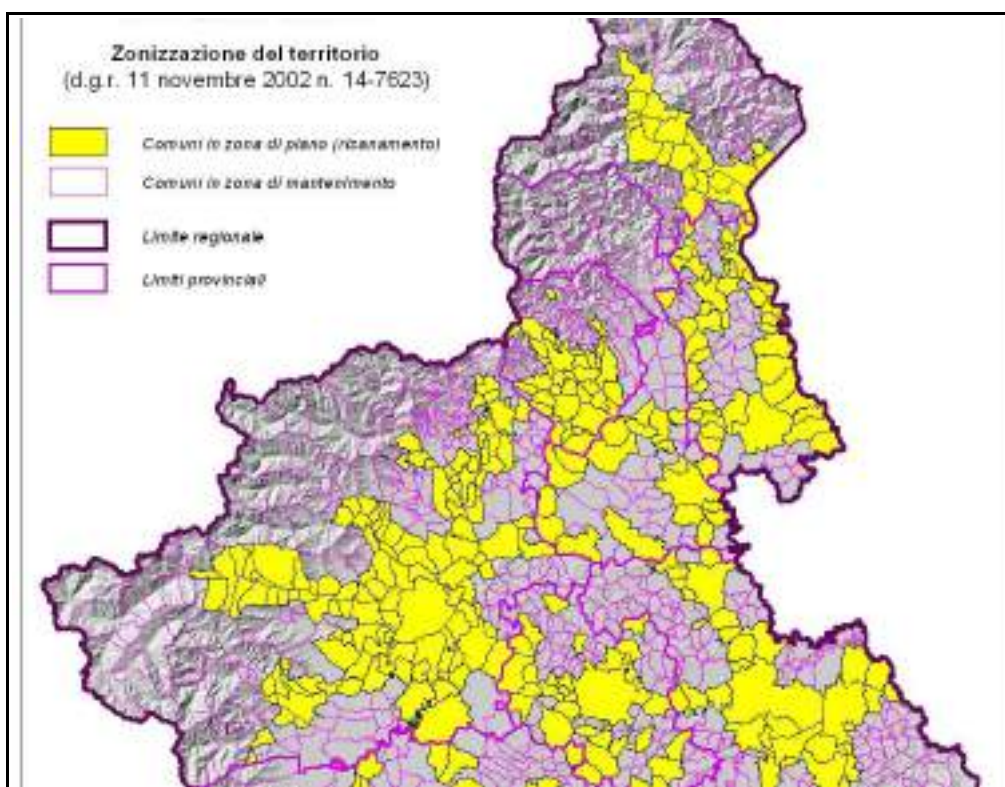 Zonizzazione del territorio
(d.g.r. 11 novembre 2002 n. 14-7623)
Comuni in zona di piano (risanamento)
Comuni in zona di mantenimento
Limite regionale
Limiti provinciali